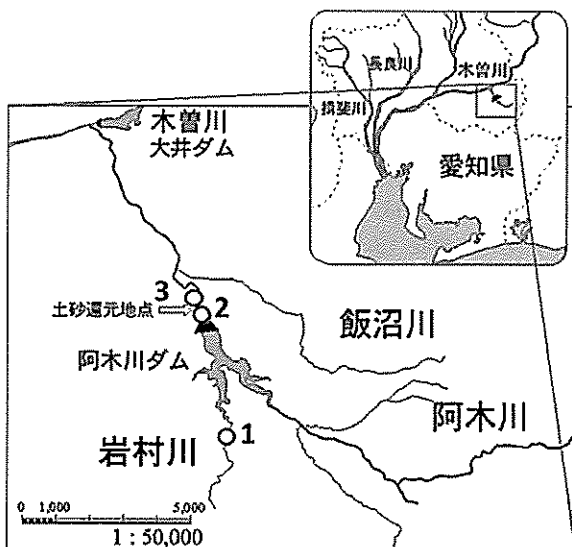 長良川
木曽川
揖斐川
愛知県
木曽川
大井ダム
3
土砂還元地点
2
飯沼川
阿木川ダム
阿木川
1
岩村川
0 1,000 5,000
1 : 50,000